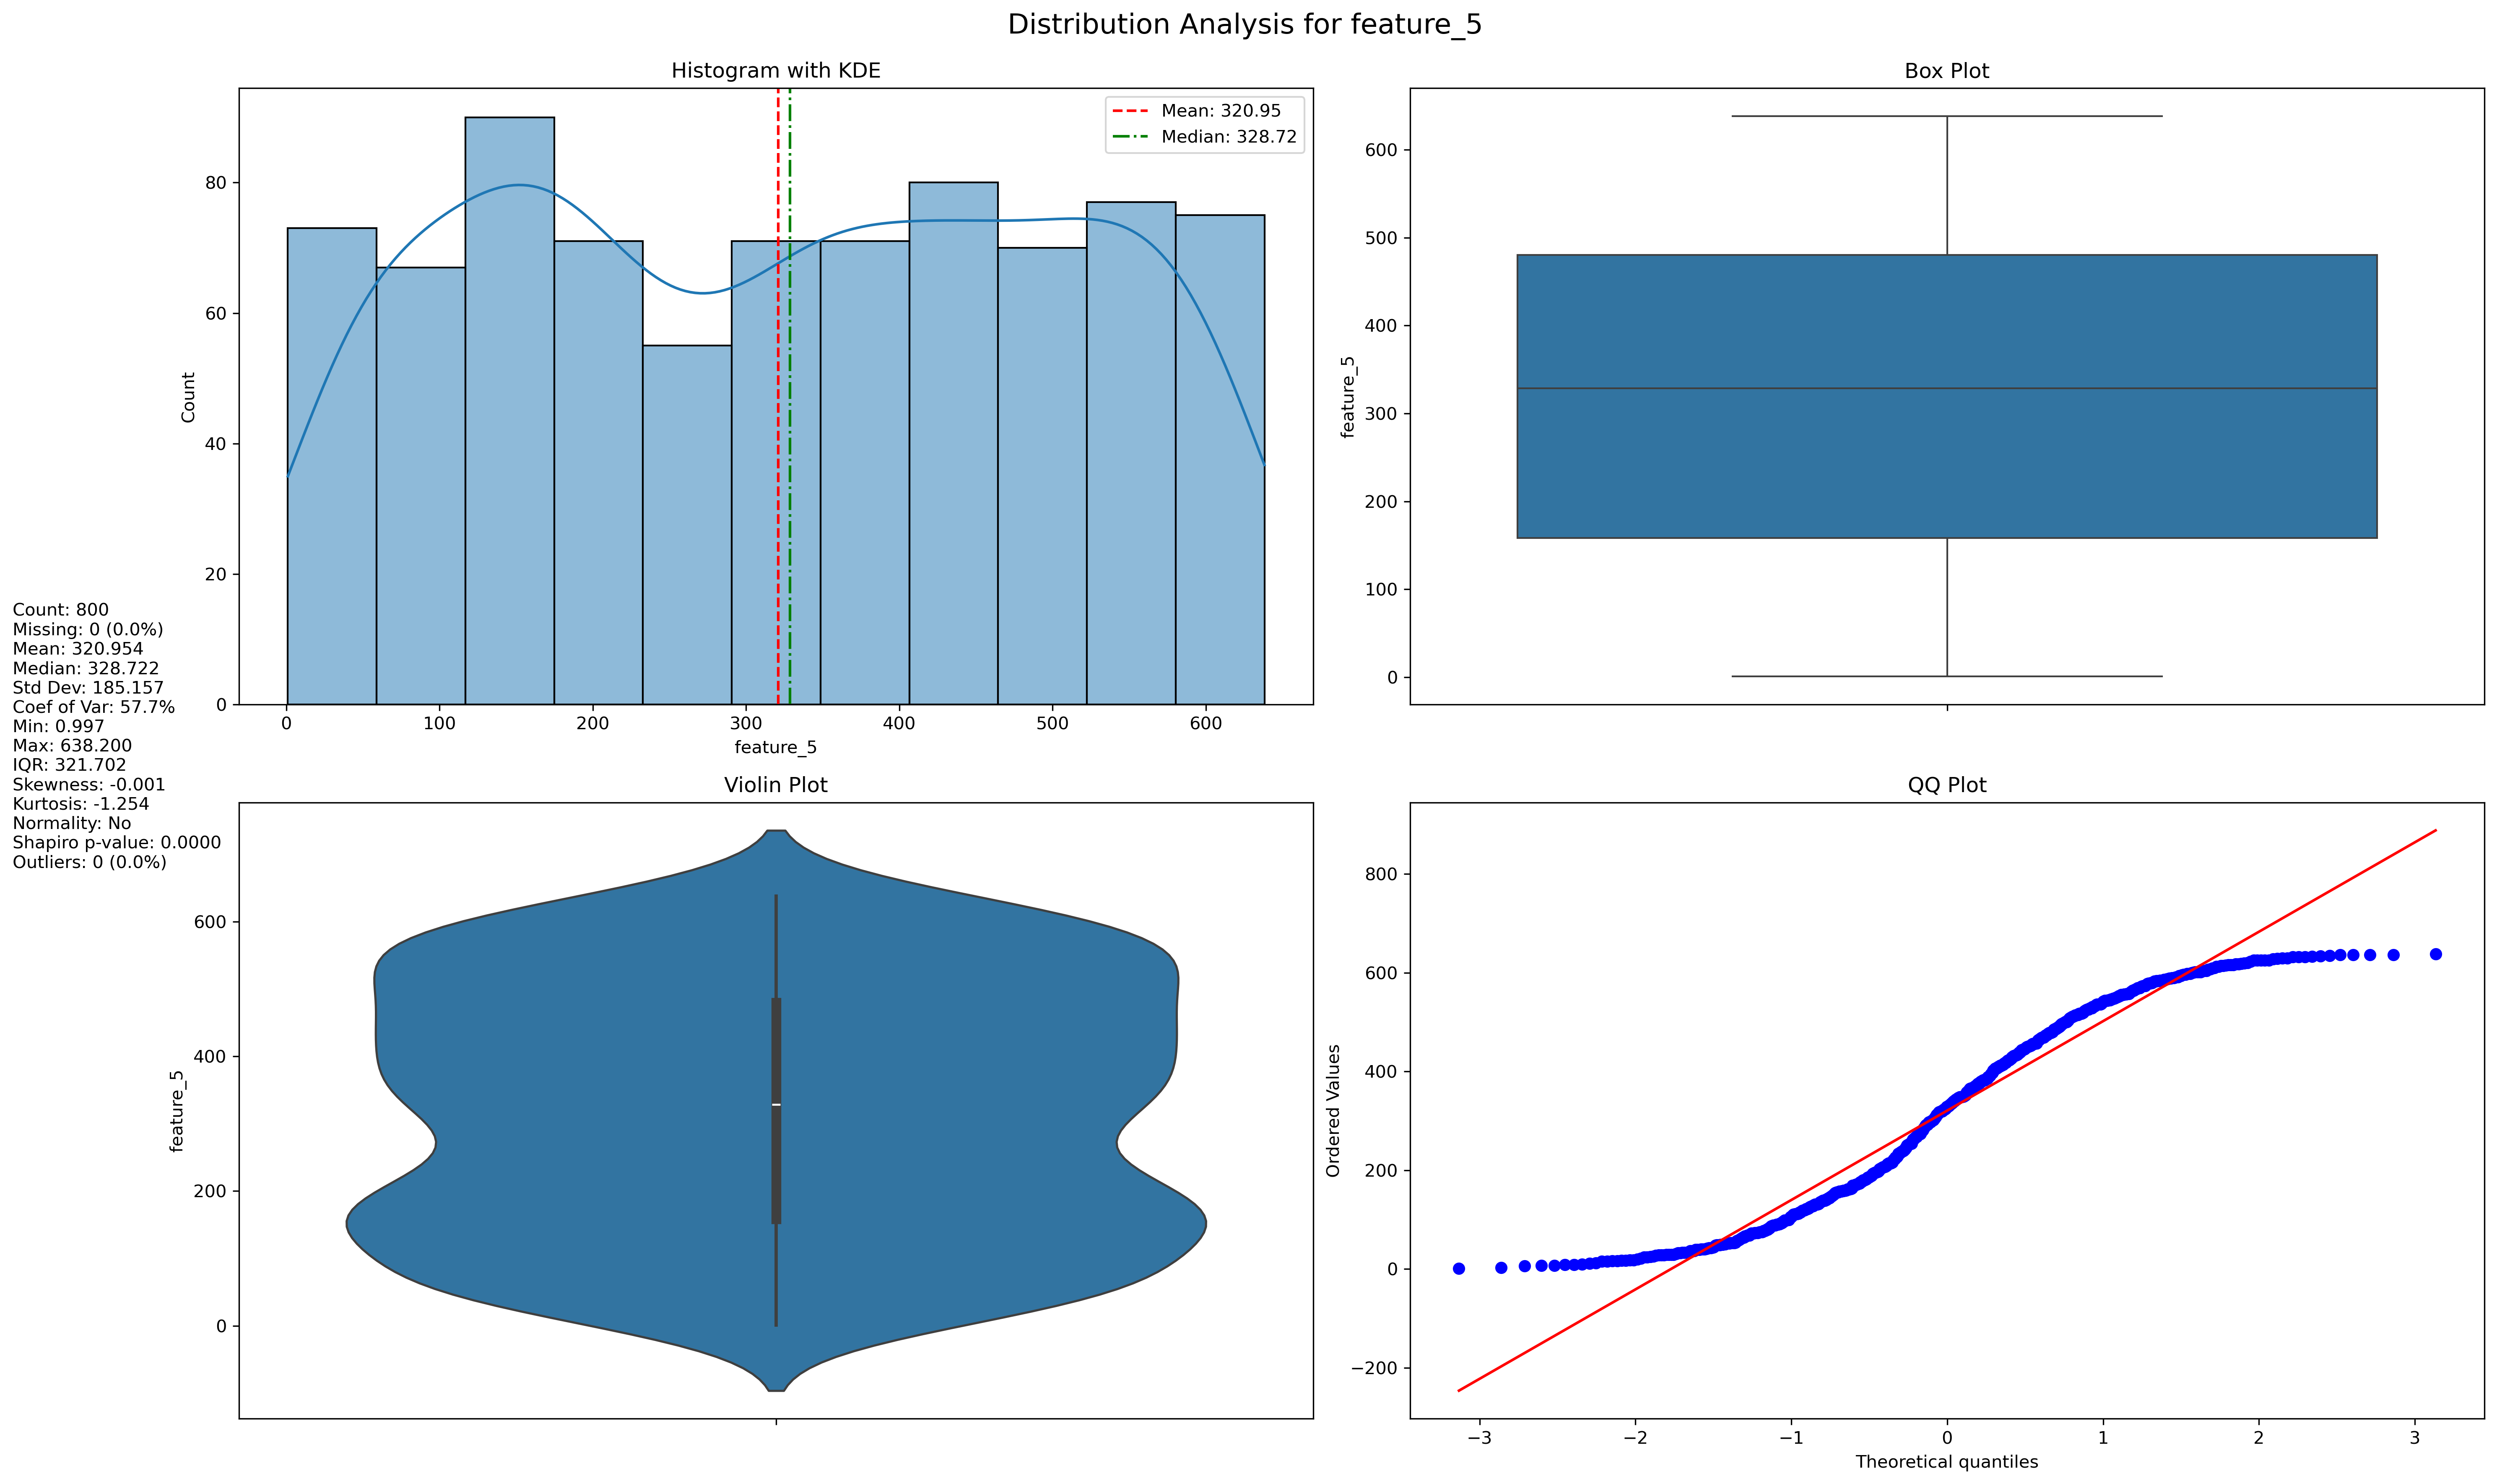 Distribution Analysis for feature_5
Histogram with KDE
Mean: 320.95
Median: 328.72
80
60
40
20
0
Count
0 100 200 300 400 500 600
feature_5
Box Plot
600
500
400
300
200
100
0
feature_5
Count: 800
Missing: 0 (0.0%)
Mean: 320.954
Median: 328.722
Std Dev: 185.157
Coef of Var: 57.7%
Min: 0.997
Max: 638.200
IQR: 321.702
Skewness: -0.001
Kurtosis: -1.254
Normality: No
Shapiro p-value: 0.0000
Outliers: 0 (0.0%)
Violin Plot
600
400
200
0
feature_5
QQ Plot
800
600
400
200
0
−200
Ordered Values
−3 −2 −1 0 1 2 3
Theoretical quantiles